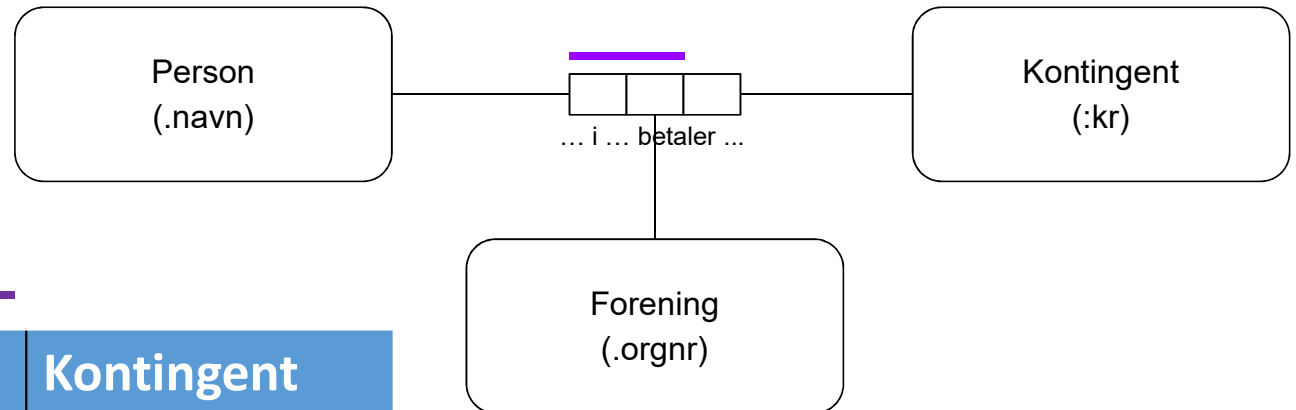 Person
(.navn)
Kontingent
(:kr)
… i … betaler ...
Forening
(.orgnr)
Kontingent